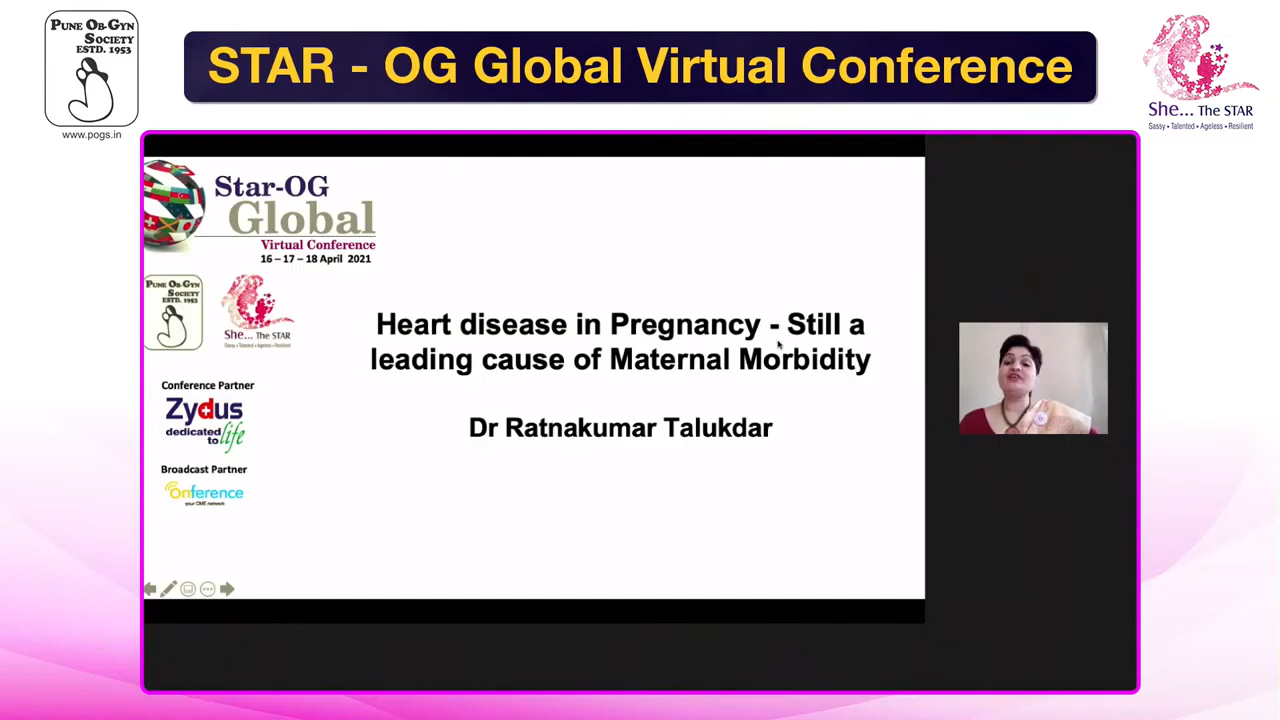 PUNE OB-GYN
SOCIETY
ESTD. 1953
www.pogs.in
STAR - OG Global Virtual Conference
She... The STAR
Sassy • Talented • Ageless • Resilient
Star-OG
Global
Virtual Conference
16 – 17 – 18 April 2021
PUNE OB-GYN
SOCIETY
ESTD. 1953
She... The STAR
Sassy • Talented • Ageless • Resilient
Heart disease in Pregnancy - Still a
leading cause of Maternal Morbidity
Dr Ratnakumar Talukdar
Conference Partner
Zydus
dedicated
to life
Broadcast Partner
Onference
your CME network